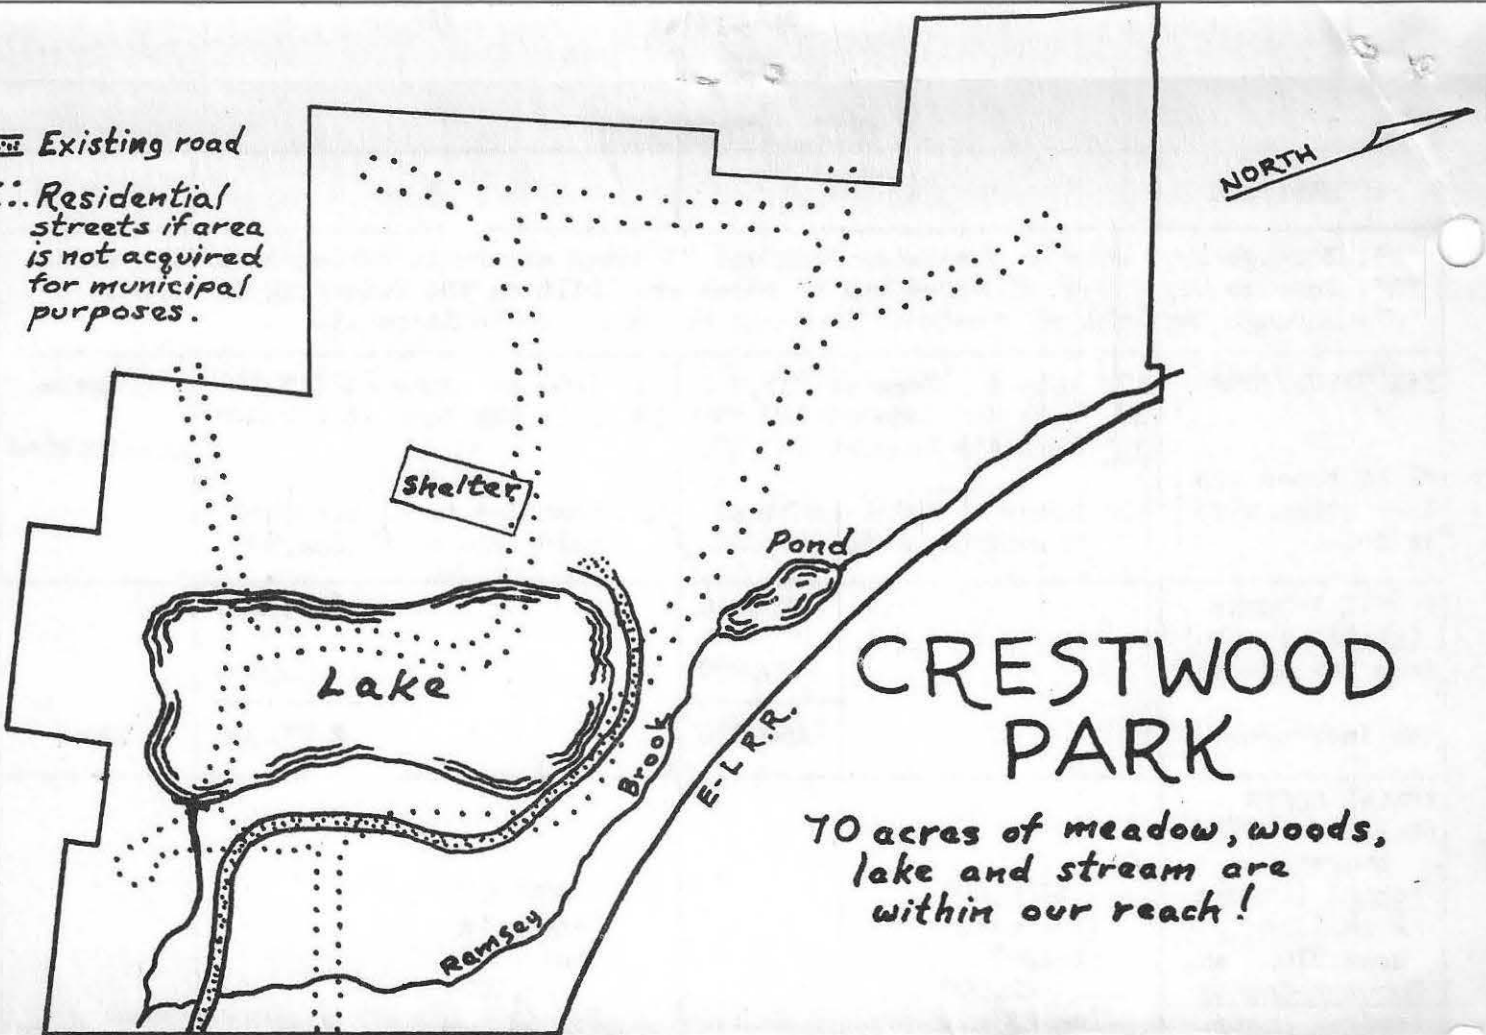 Existing road
Residential
streets if area
is not acquired
for municipal
purposes.
NORTH
Shelter
Pond
Lake
Brook
E-L R.R.
Ramsey
CRESTWOOD
PARK
70 acres of meadow, woods,
lake and stream are
within our reach!